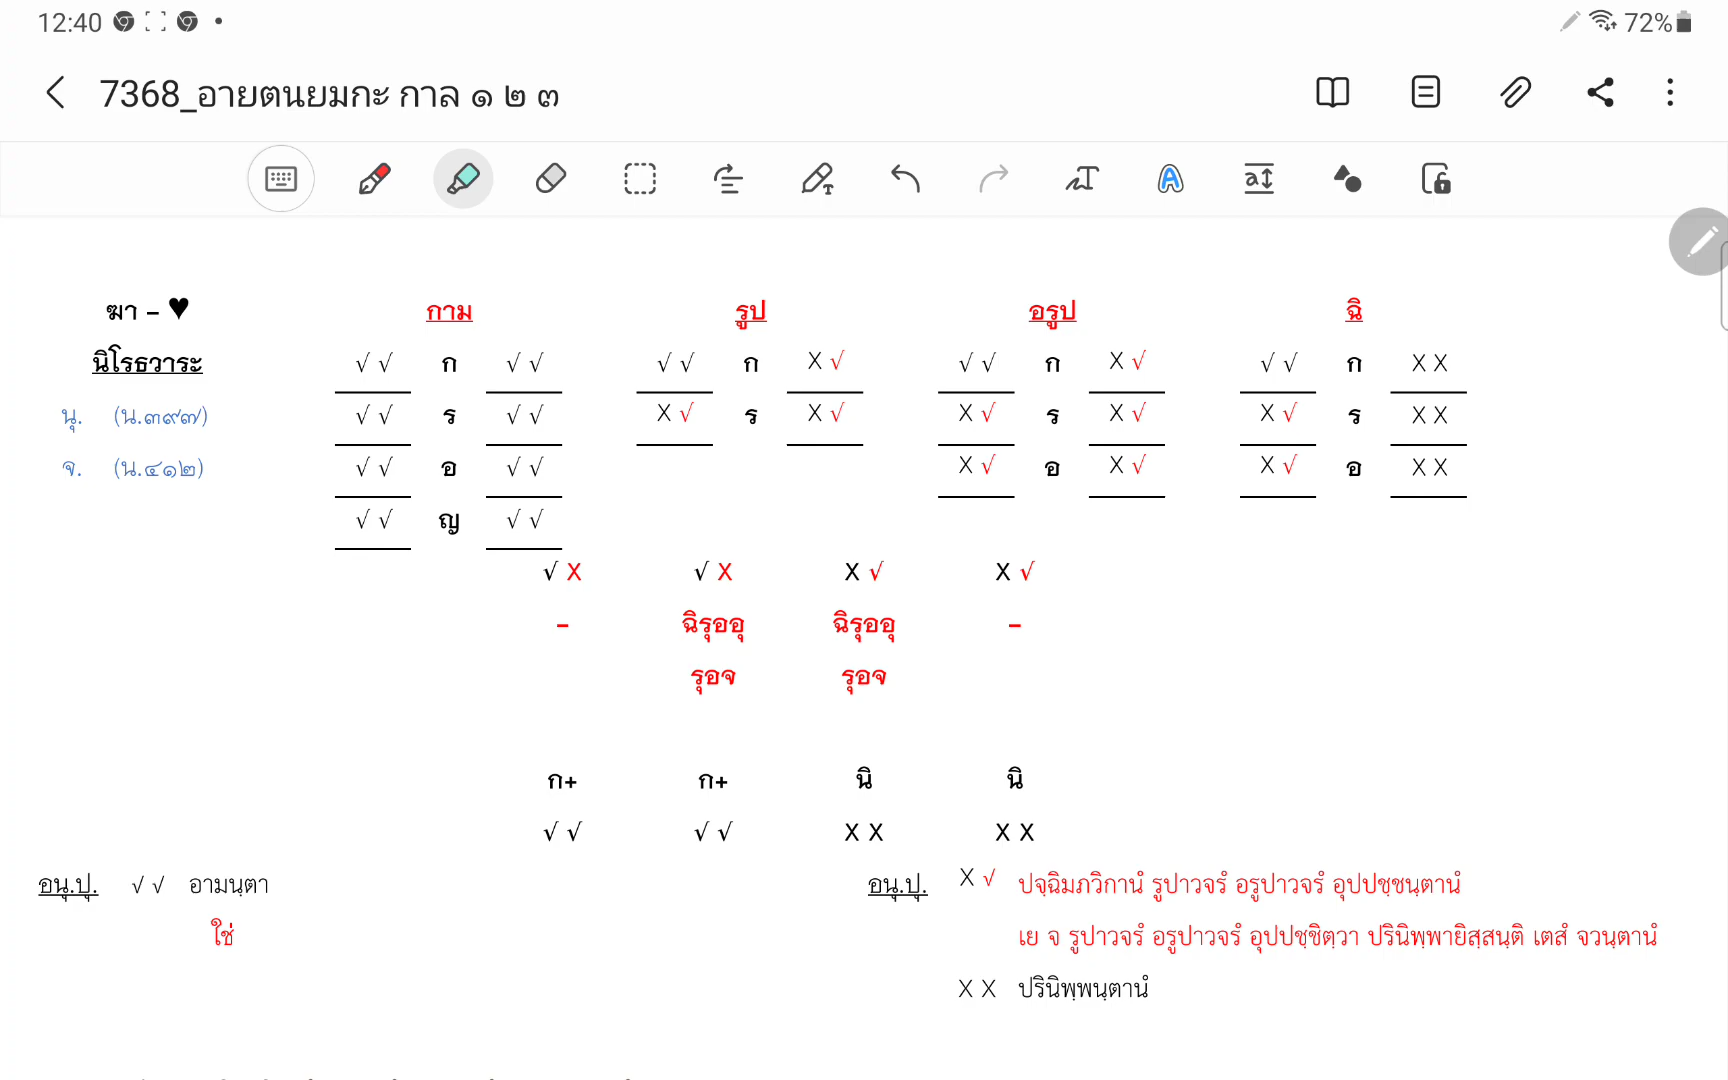 12:40 72%
7368_อายตนยมกะ กาล ๑ ๒ ๓
ฆา – ♥ กาม รูป อรูป ฉิ
นิโรธวาระ √ √ ก √ √ √ √ ก X √ √ √ ก X √ √ √ ก X X
นุ. (น.๓๙๗) √ √ ร √ √ X √ ร X √ X √ ร X √ X √ ร X X
จ. (น.๔๑๒) √ √ อ √ √ X √ อ X √ X √ อ X X
√ √ ญ √ √
√ X √ X X √ X √
– ฉิรุออุ ฉิรุออุ –
รุอจ รุอจ
ก+ ก+ นิ นิ
√ √ √ √ X X X X
อนุ.ปุ. √ √ อามนฺตา อนุ.ปุ. X √ ปจฺฉิมภวิกานํ รูปาวจรํ อรูปาวจรํ อุปปชฺชนฺตานํ
ใช่ เย จ รูปาวจรํ อรูปาวจรํ อุปปชฺชิตฺวา ปรินิพฺพายิสฺสนฺติ เตสํ จวนฺตานํ
X X ปรินิพฺพนฺตานํ